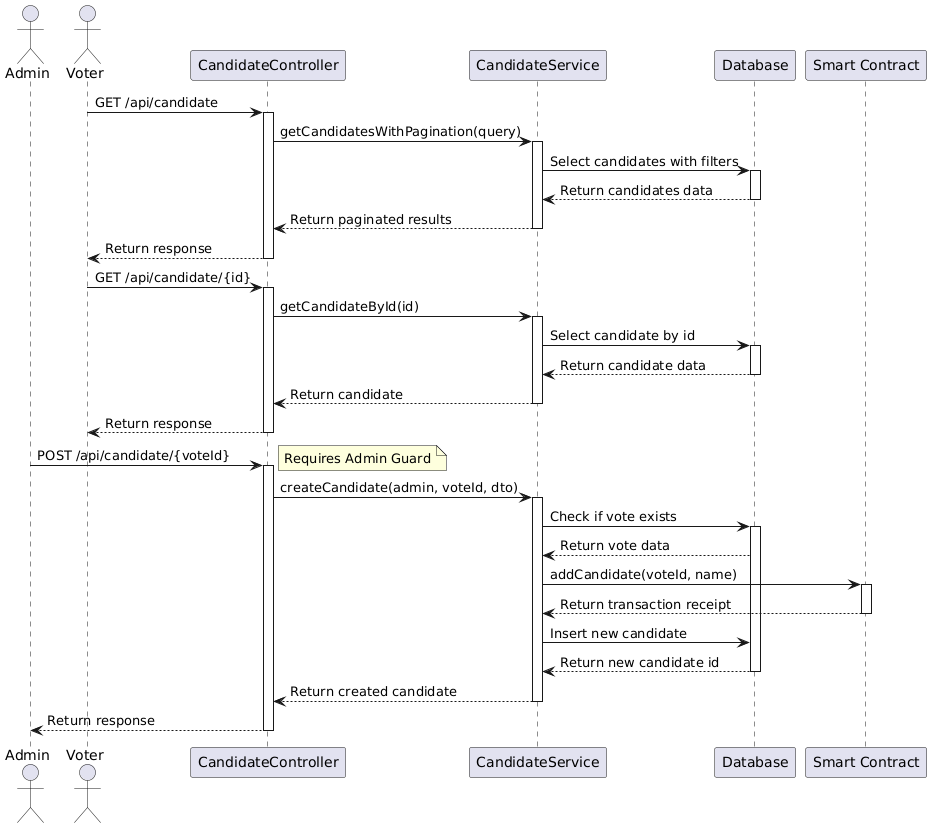 Admin
Voter
CandidateController
CandidateService
Database
Smart Contract
GET /api/candidate
getCandidatesWithPagination(query)
Select candidates with filters
Return candidates data
Return paginated results
Return response
GET /api/candidate/{id}
getCandidateById(id)
Select candidate by id
Return candidate data
Return candidate
Return response
POST /api/candidate/{voteId}
Requires Admin Guard
createCandidate(admin, voteId, dto)
Check if vote exists
Return vote data
addCandidate(voteId, name)
Return transaction receipt
Insert new candidate
Return new candidate id
Return created candidate
Return response
Admin
Voter
CandidateController
CandidateService
Database
Smart Contract